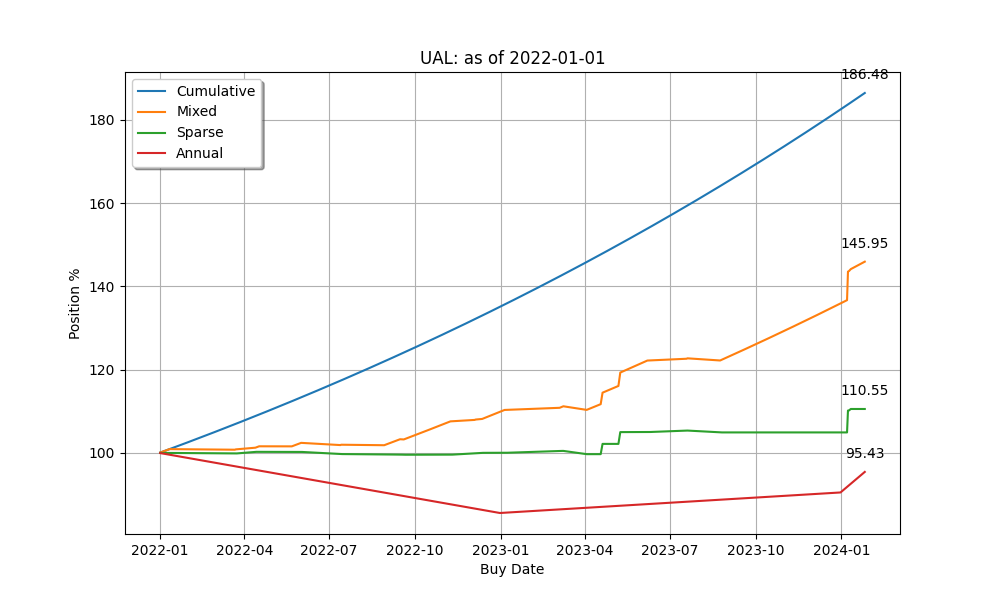 UAL: as of 2022-01-01
186.48
Cumulative
Mixed
Sparse
Annual
180
160
145.95
140
120
110.55
100
95.43
Position %
2022-01 2022-04 2022-07 2022-10 2023-01 2023-04 2023-07 2023-10 2024-01
Buy Date